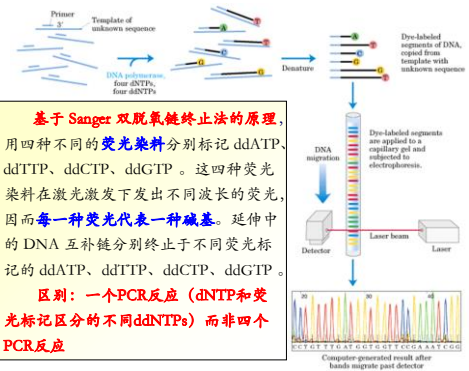 Primer
3'
Template of
unknown sequence
DNA polymerase,
four dNTPs,
four ddNTPs
A
T
T
C
G
G
Denature
A
T
C
G
G
T
Dye-labeled
segments of DNA,
copied from
template with
unknown sequence
基于 Sanger 双脱氧链终止法的原理，
用四种不同的荧光染料分别标记 ddATP、
ddTTP、ddCTP、ddGTP 。这四种荧光
染料在激光激发下发出不同波长的荧光，
因而每一种荧光代表一种碱基。延伸中
的 DNA 互补链分别终止于不同荧光标
记的 ddATP、ddTTP、ddCTP、ddGTP 。
区别：一个PCR反应（dNTP和荧
光标记区分的不同ddNTPs）而非四个
PCR反应
DNA
migration
Dye-labeled segments
are applied to a
capillary gel and
subjected to
electrophoresis.
Detector
Laser beam
Laser
Computer-generated result after
bands migrate past detector